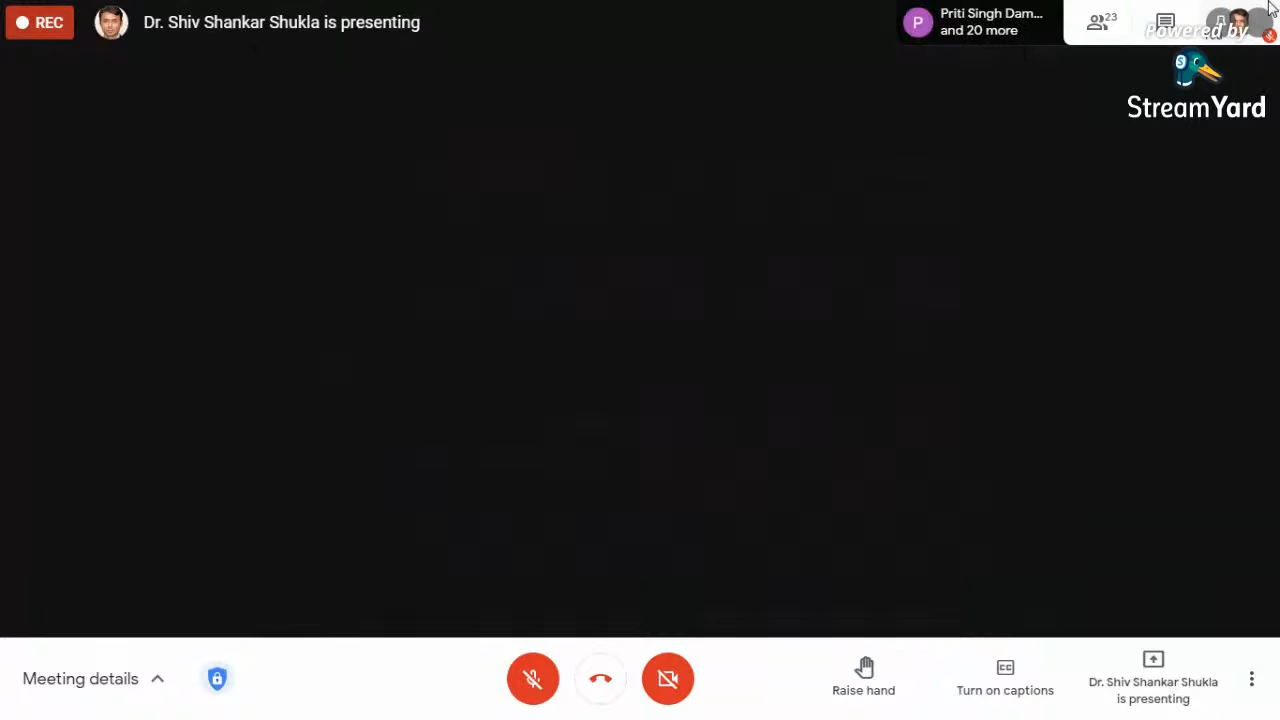 REC
Dr. Shiv Shankar Shukla is presenting
Priti Singh Dam...
and 20 more
23
Powered by
StreamYard
P
S
Meeting details
Raise hand
CC
Turn on captions
Dr. Shiv Shankar Shukla
is presenting